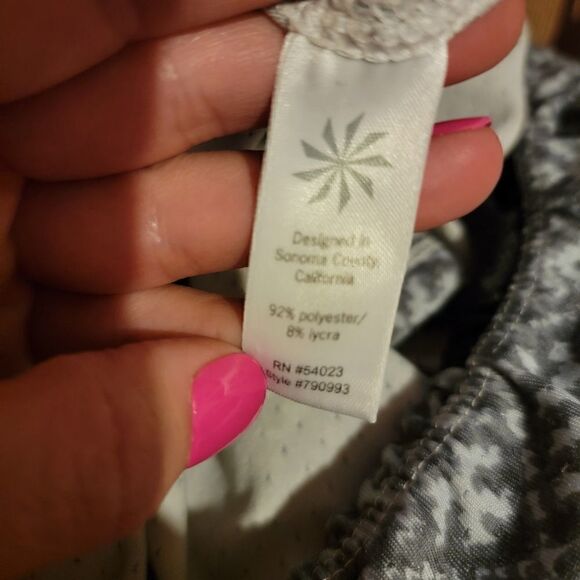 Designed in
Sonoma County,
California
92% polyester/
8% lycra
RN #54023
Style #790993